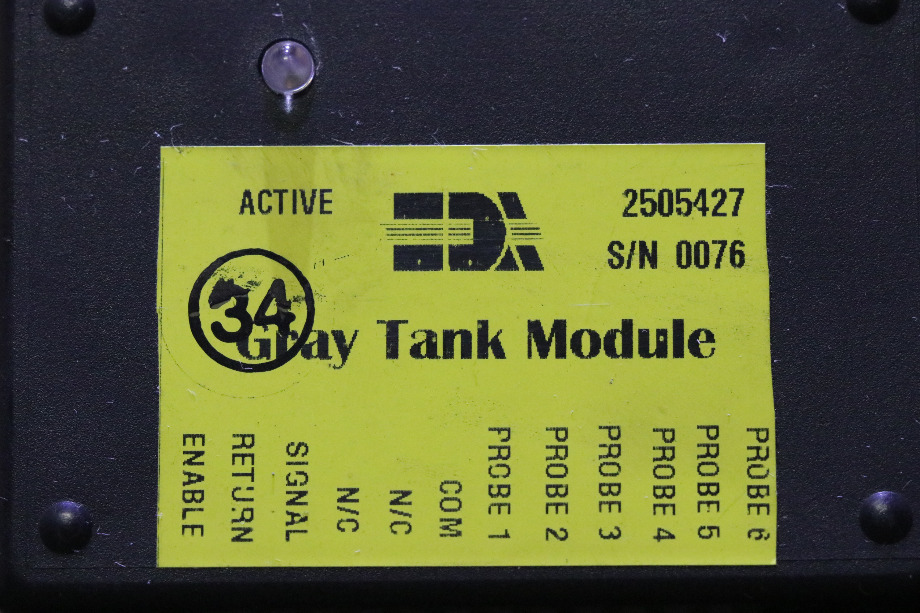 ACTIVE
EDA
2505427
S/N 0076
34
Gray Tank Module
ENABLE
RETURN
SIGNAL
N/C
N/C
COM
PROBE 1
PROBE 2
PROBE 3
PROBE 4
PROBE 5
PROBE 6